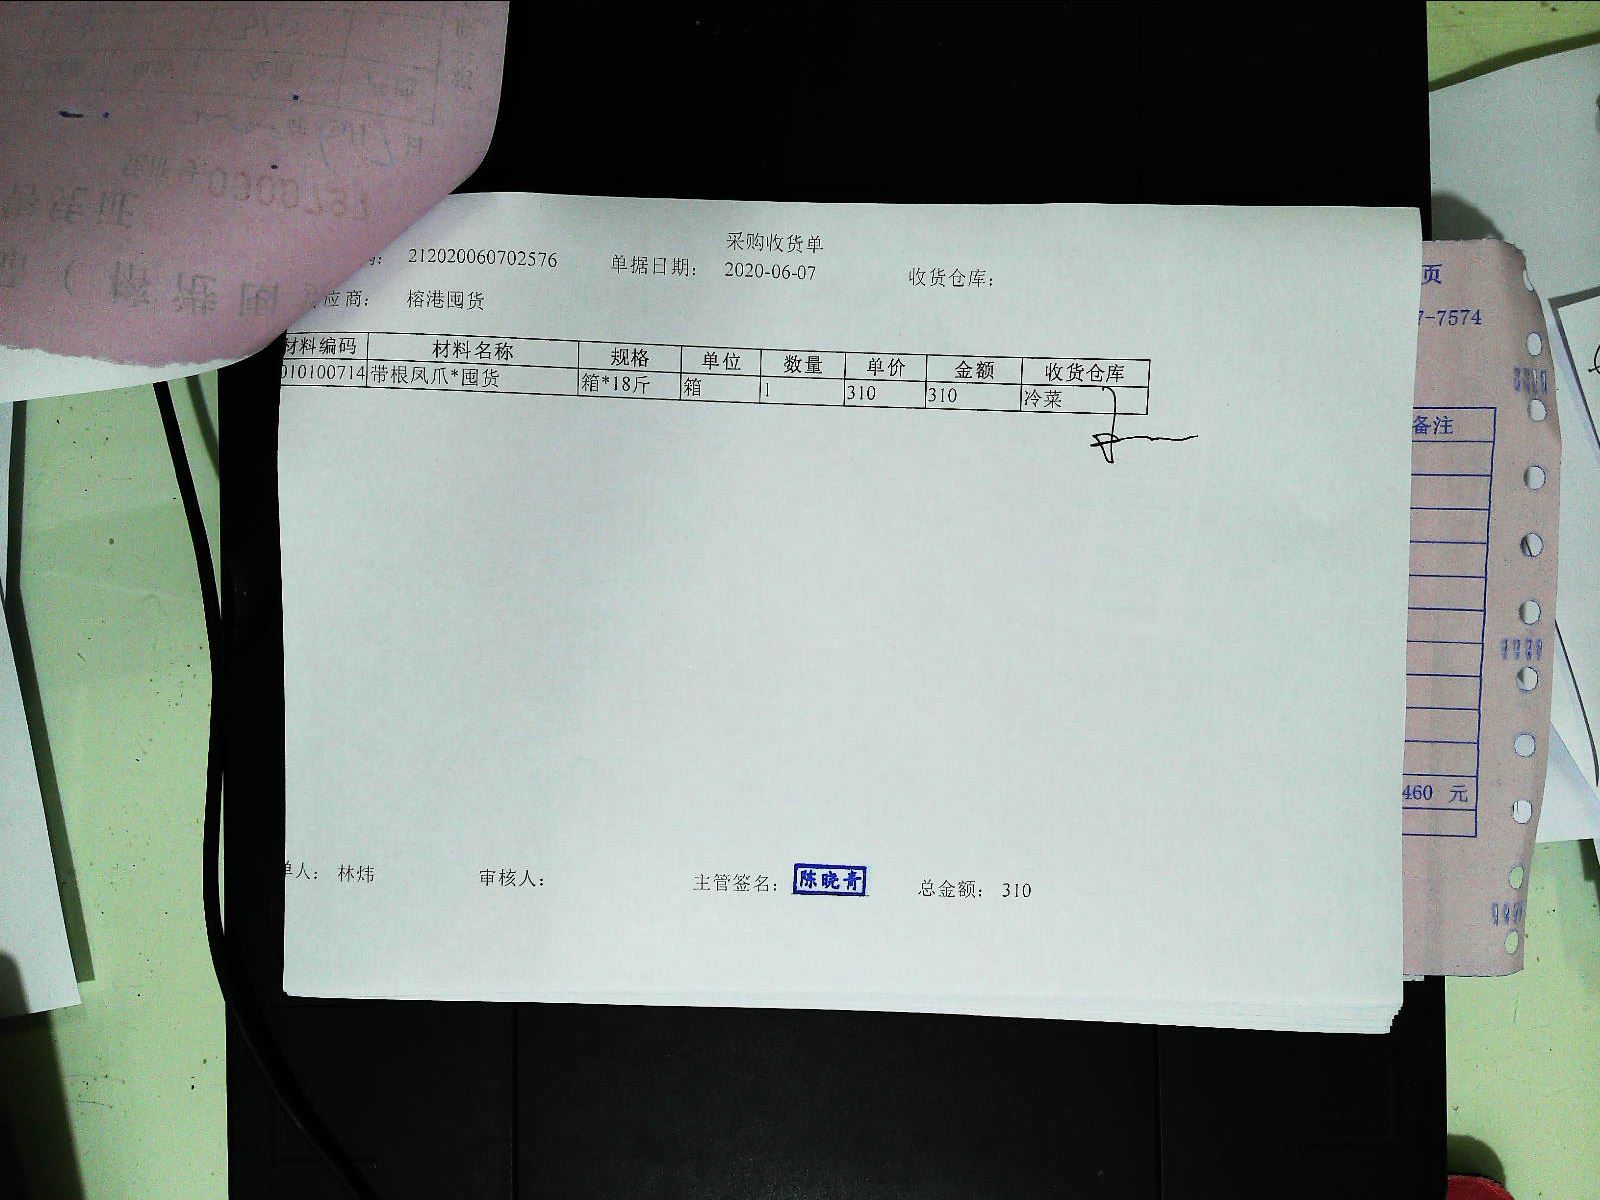 采购收货单
212020060702576 单据日期： 2020-06-07 收货仓库：
应商： 榕港囤货
材料编码 材料名称 规格 单位 数量 单价 金额 收货仓库
010100714 带根凤爪*囤货 箱*18斤 箱 1 310 310 冷菜
单人： 林炜 审核人： 主管签名： 陈晓青 总金额： 310
页
7-7574
备注
460 元